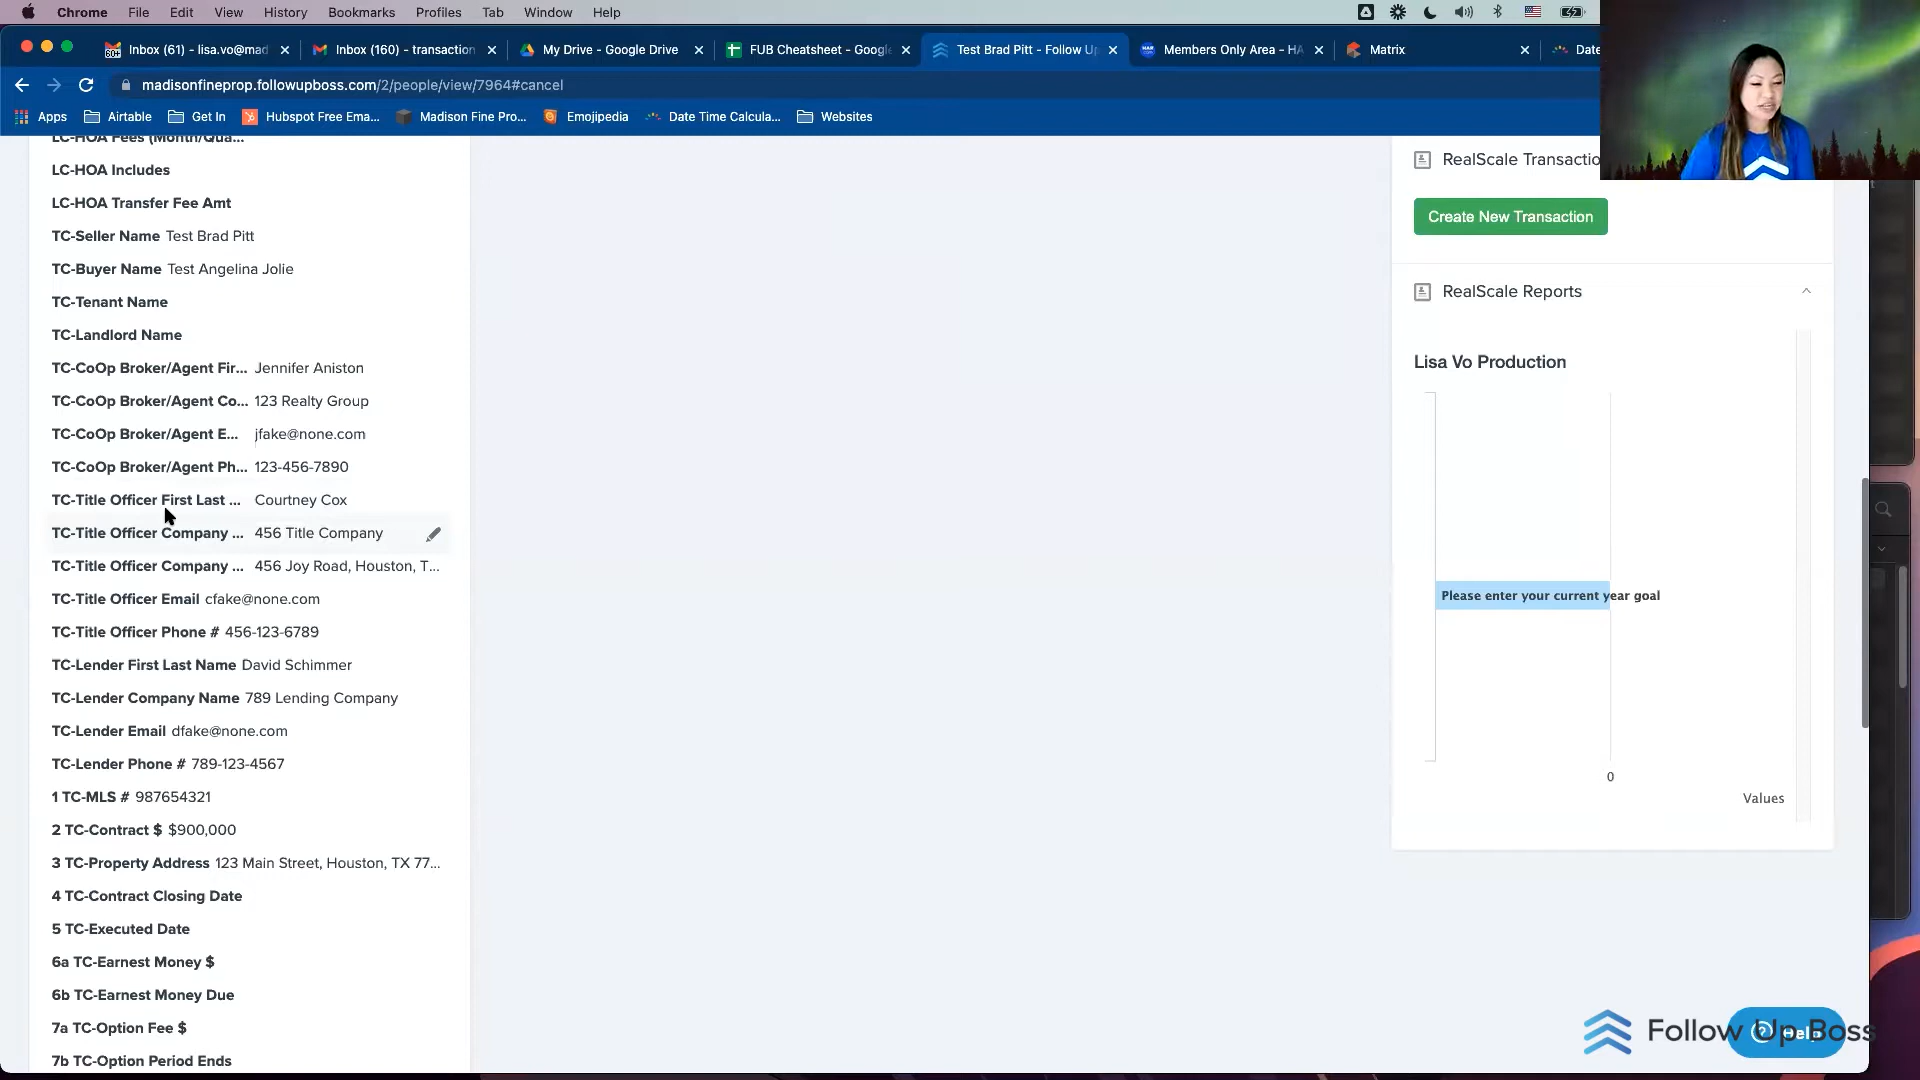 Chrome File Edit View History Bookmarks Profiles Tab Window Help
Inbox (61) - lisa.vo@mad
Inbox (160) - transaction
My Drive - Google Drive
FUB Cheatsheet - Google
Test Brad Pitt - Follow Up
Members Only Area - HA
Matrix
Date
madisonfineprop.followupboss.com/2/people/view/7964#cancel
Apps Airtable Get In Hubspot Free Ema... Madison Fine Pro... Emojipedia Date Time Calcula... Websites
LC-HOA Fees (Month/Qua...
LC-HOA Includes
LC-HOA Transfer Fee Amt
TC-Seller Name Test Brad Pitt
TC-Buyer Name Test Angelina Jolie
TC-Tenant Name
TC-Landlord Name
TC-CoOp Broker/Agent Fir... Jennifer Aniston
TC-CoOp Broker/Agent Co... 123 Realty Group
TC-CoOp Broker/Agent E... jfake@none.com
TC-CoOp Broker/Agent Ph... 123-456-7890
TC-Title Officer First Last ... Courtney Cox
TC-Title Officer Company ... 456 Title Company
TC-Title Officer Company ... 456 Joy Road, Houston, T...
TC-Title Officer Email cfake@none.com
TC-Title Officer Phone # 456-123-6789
TC-Lender First Last Name David Schimmer
TC-Lender Company Name 789 Lending Company
TC-Lender Email dfake@none.com
TC-Lender Phone # 789-123-4567
1 TC-MLS # 987654321
2 TC-Contract $ $900,000
3 TC-Property Address 123 Main Street, Houston, TX 77...
4 TC-Contract Closing Date
5 TC-Executed Date
6a TC-Earnest Money $
6b TC-Earnest Money Due
7a TC-Option Fee $
7b TC-Option Period Ends
RealScale Transactio
Create New Transaction
RealScale Reports
Lisa Vo Production
Please enter your current year goal
0
Values
Follow Up Boss
Help